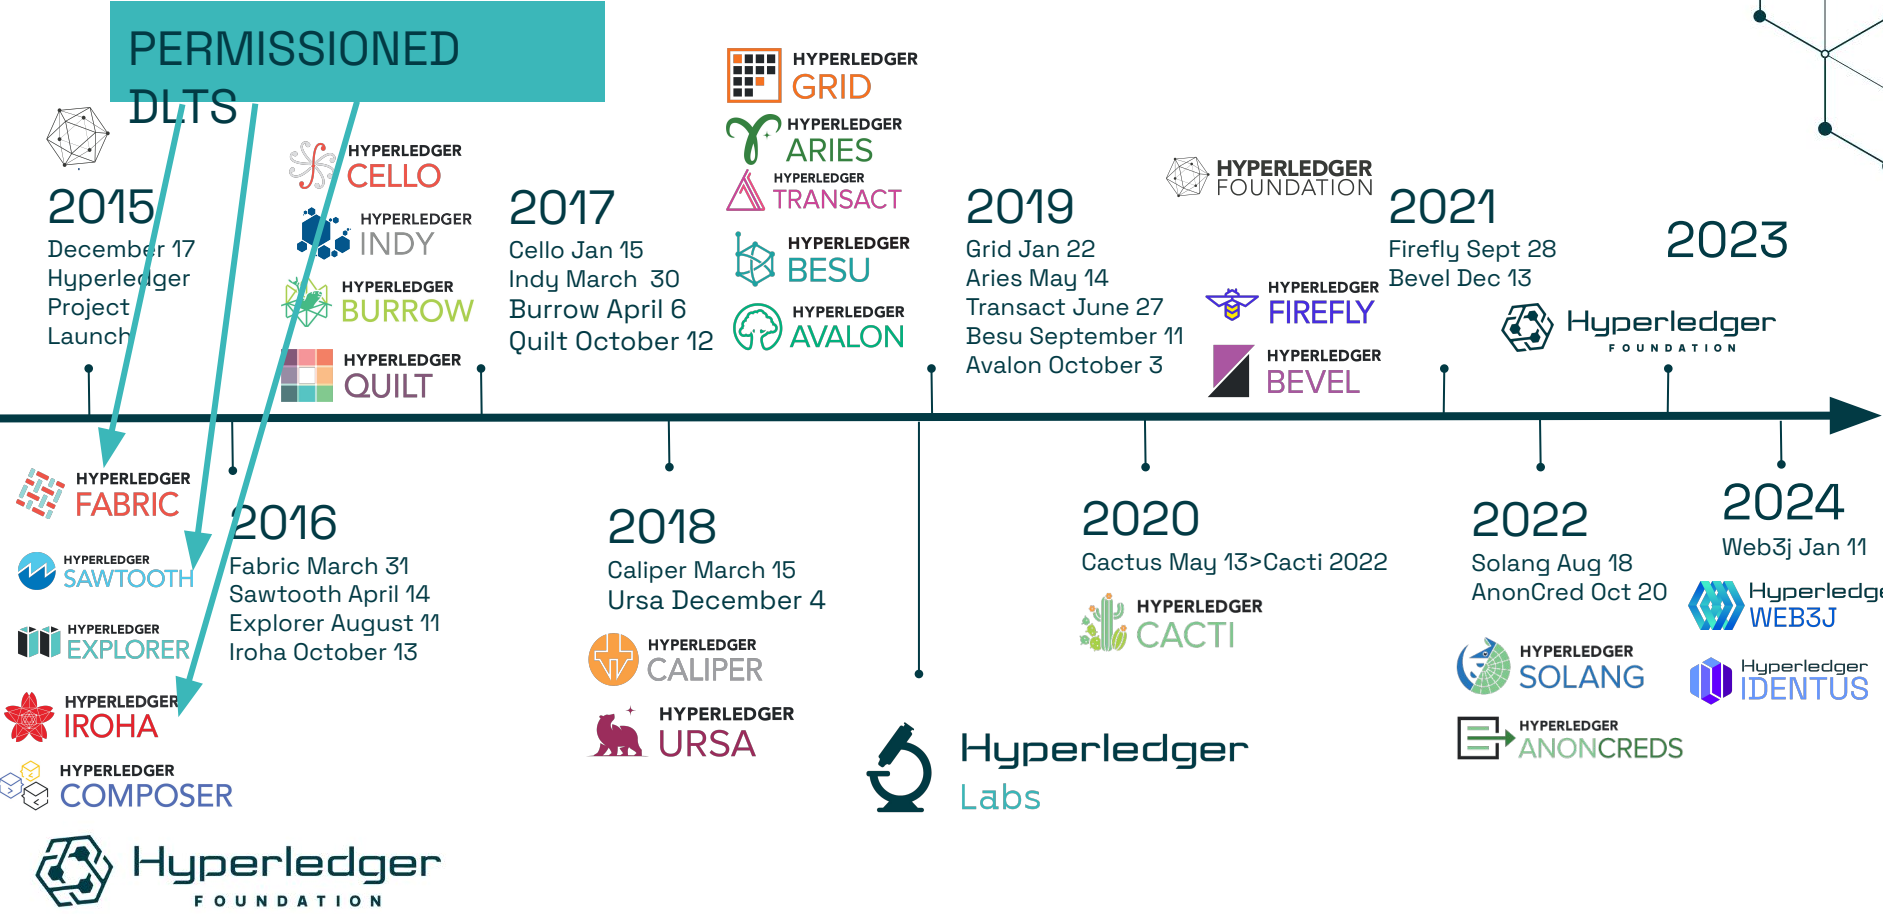 PERMISSIONED
DLTS
2015
December 17
Hyperledger
Project
Launch
HYPERLEDGER
CELLO
HYPERLEDGER
INDY
HYPERLEDGER
BURROW
HYPERLEDGER
QUILT
2017
Cello Jan 15
Indy March 30
Burrow April 6
Quilt October 12
HYPERLEDGER
GRID
HYPERLEDGER
ARIES
HYPERLEDGER
TRANSACT
HYPERLEDGER
BESU
HYPERLEDGER
AVALON
2019
Grid Jan 22
Aries May 14
Transact June 27
Besu September 11
Avalon October 3
HYPERLEDGER
FOUNDATION
HYPERLEDGER
FIREFLY
HYPERLEDGER
BEVEL
2021
Firefly Sept 28
Bevel Dec 13
2023
Hyperledger
FOUNDATION
HYPERLEDGER
FABRIC
HYPERLEDGER
SAWTOOTH
HYPERLEDGER
EXPLORER
HYPERLEDGER
IROHA
HYPERLEDGER
COMPOSER
2016
Fabric March 31
Sawtooth April 14
Explorer August 11
Iroha October 13
2018
Caliper March 15
Ursa December 4
HYPERLEDGER
CALIPER
HYPERLEDGER
URSA
Hyperledger
Labs
2020
Cactus May 13>Cacti 2022
HYPERLEDGER
CACTI
2022
Solang Aug 18
AnonCred Oct 20
HYPERLEDGER
SOLANG
HYPERLEDGER
ANONCREDS
2024
Web3j Jan 11
Hyperledge
WEB3J
Hyperledger
IDENTUS
Hyperledger
FOUNDATION